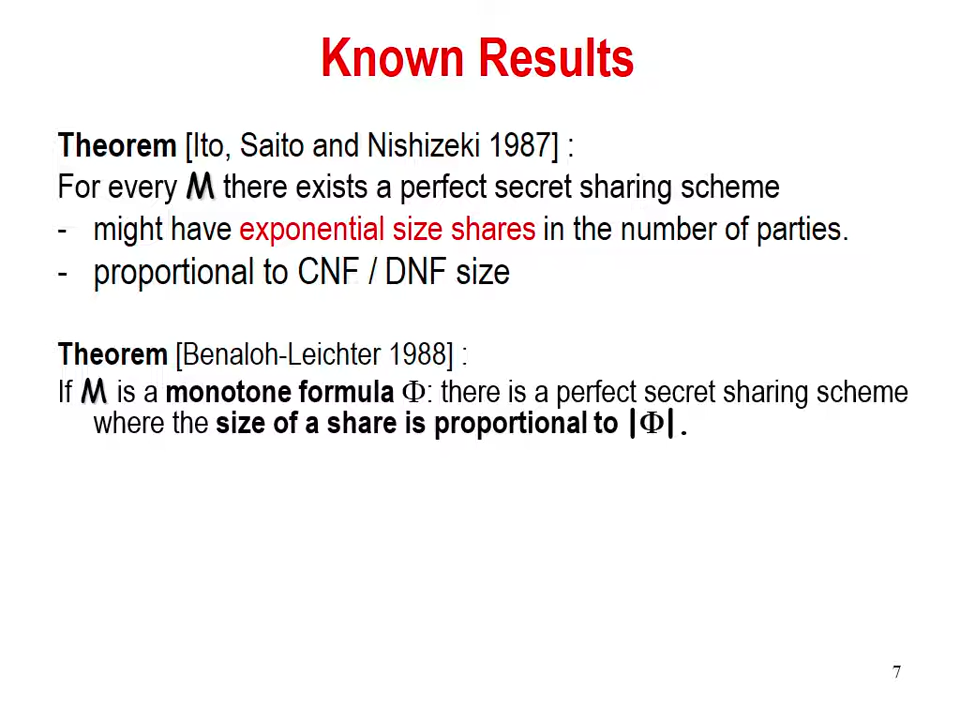 Known Results
Theorem [Ito, Saito and Nishizeki 1987] :
For every M there exists a perfect secret sharing scheme
- might have exponential size shares in the number of parties.
- proportional to CNF / DNF size
Theorem [Benaloh-Leichter 1988] :
If M is a monotone formula Φ: there is a perfect secret sharing scheme
where the size of a share is proportional to |Φ|.
7